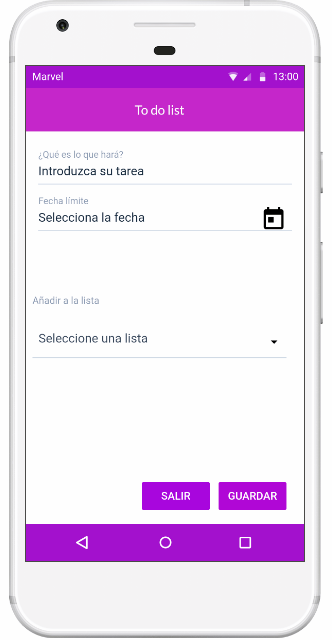 Marvel 13:00
To do list
¿Qué es lo que hará?
Introduzca su tarea
Fecha límite
Selecciona la fecha
Añadir a la lista
Seleccione una lista
SALIR GUARDAR